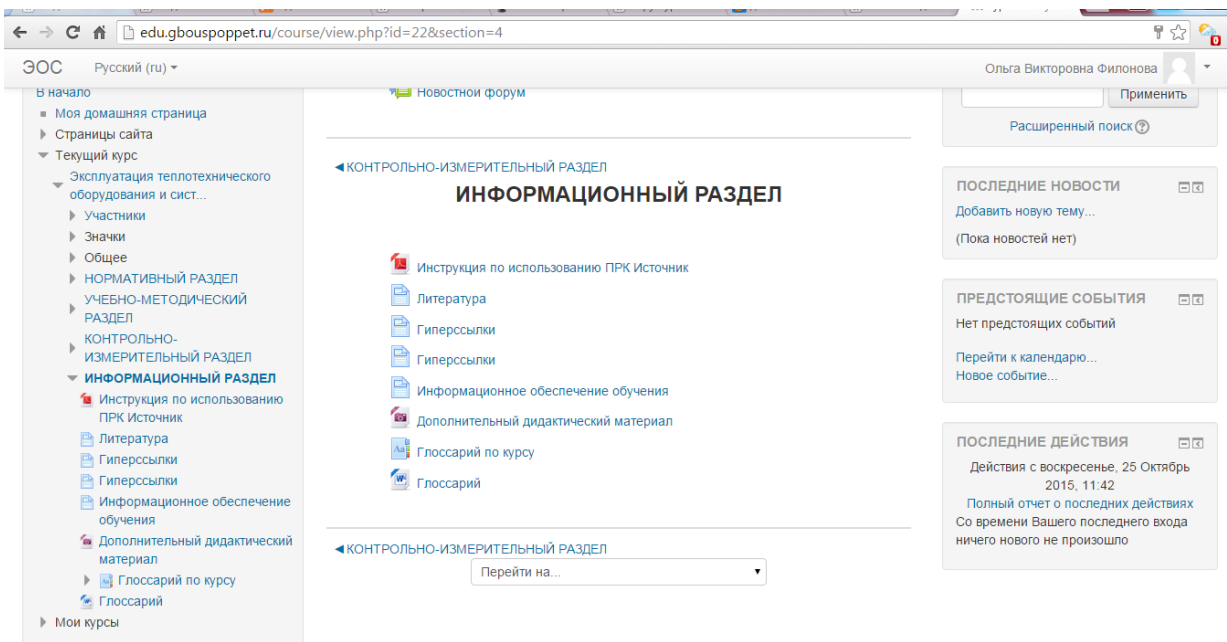 edu.gbouspoppet.ru/course/view.php?id=22&section=4
ЭОС
Русский (ru)
Ольга Викторовна Филонова
В начало
Моя домашняя страница
Страницы сайта
Текущий курс
Эксплуатация теплотехнического
оборудования и сист...
Участники
Значки
Общее
НОРМАТИВНЫЙ РАЗДЕЛ
УЧЕБНО-МЕТОДИЧЕСКИЙ
РАЗДЕЛ
КОНТРОЛЬНО-
ИЗМЕРИТЕЛЬНЫЙ РАЗДЕЛ
ИНФОРМАЦИОННЫЙ РАЗДЕЛ
Инструкция по использованию
ПРК Источник
Литература
Гиперссылки
Гиперссылки
Информационное обеспечение
обучения
Дополнительный дидактический
материал
Глоссарий по курсу
Глоссарий
Мои курсы
Новостной форум
◄КОНТРОЛЬНО-ИЗМЕРИТЕЛЬНЫЙ РАЗДЕЛ
ИНФОРМАЦИОННЫЙ РАЗДЕЛ
Инструкция по использованию ПРК Источник
Литература
Гиперссылки
Гиперссылки
Информационное обеспечение обучения
Дополнительный дидактический материал
Глоссарий по курсу
Глоссарий
◄КОНТРОЛЬНО-ИЗМЕРИТЕЛЬНЫЙ РАЗДЕЛ
Перейти на...
Применить
Расширенный поиск
ПОСЛЕДНИЕ НОВОСТИ
Добавить новую тему...
(Пока новостей нет)
ПРЕДСТОЯЩИЕ СОБЫТИЯ
Нет предстоящих событий
Перейти к календарю...
Новое событие...
ПОСЛЕДНИЕ ДЕЙСТВИЯ
Действия с воскресенье, 25 Октябрь
2015, 11:42
Полный отчет о последних действиях
Со времени Вашего последнего входа
ничего нового не произошло